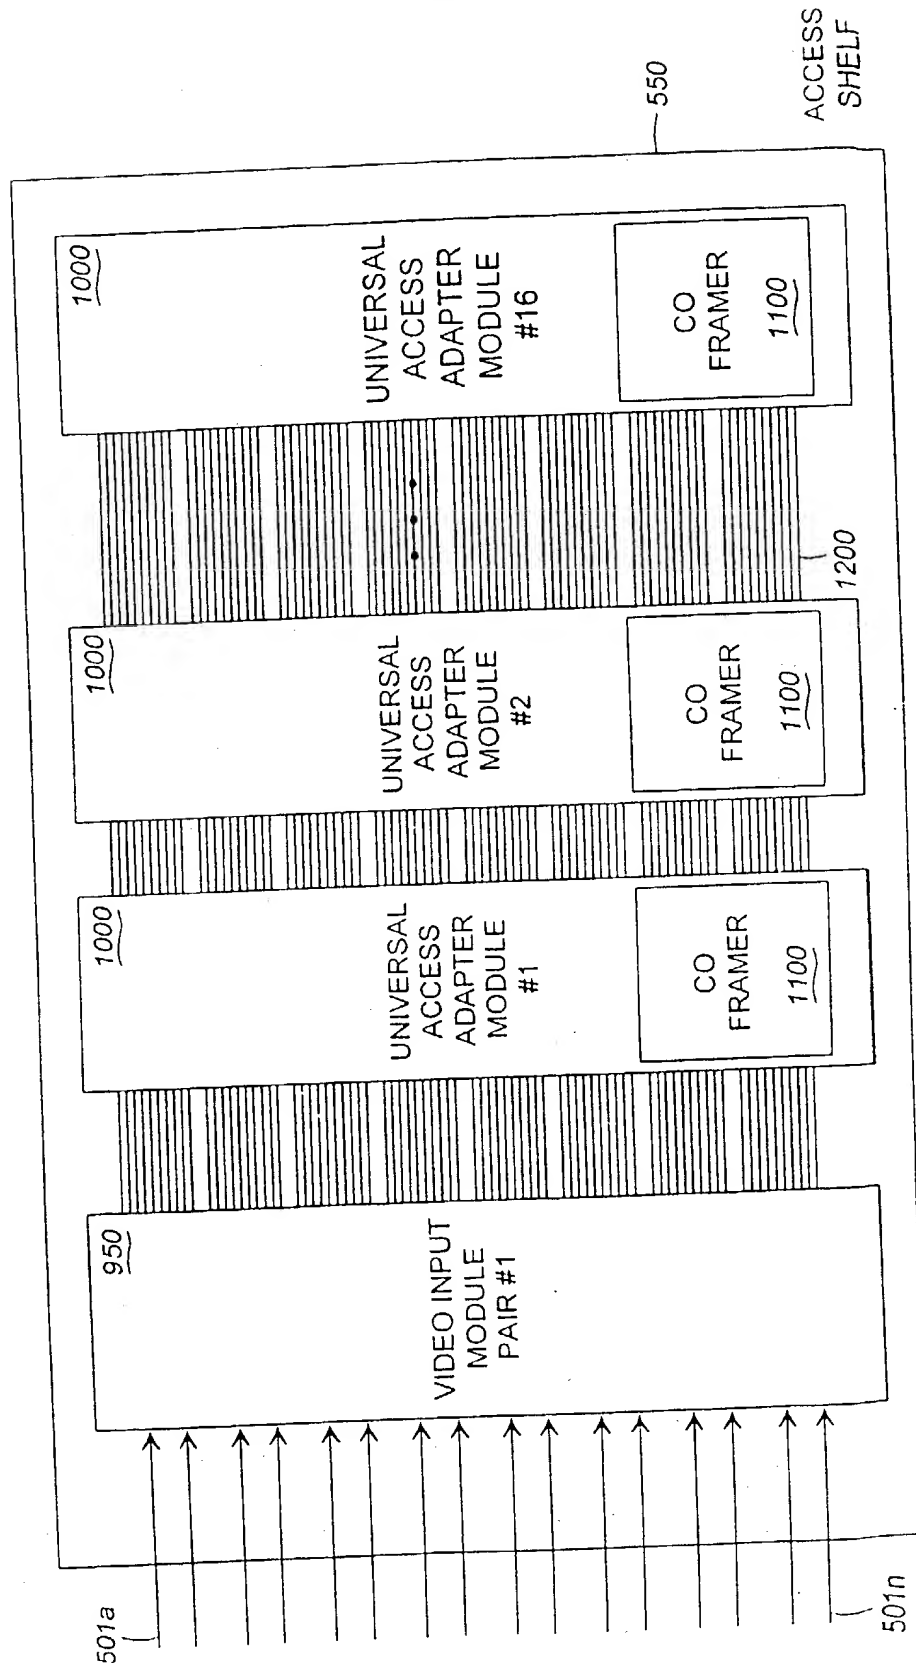 501a
501n
950
VIDEO INPUT
MODULE
PAIR #1
1000
UNIVERSAL
ACCESS
ADAPTER
MODULE
#1
CO
FRAMER
1100
1000
UNIVERSAL
ACCESS
ADAPTER
MODULE
#2
CO
FRAMER
1100
1200
1000
UNIVERSAL
ACCESS
ADAPTER
MODULE
#16
CO
FRAMER
1100
550
ACCESS
SHELF